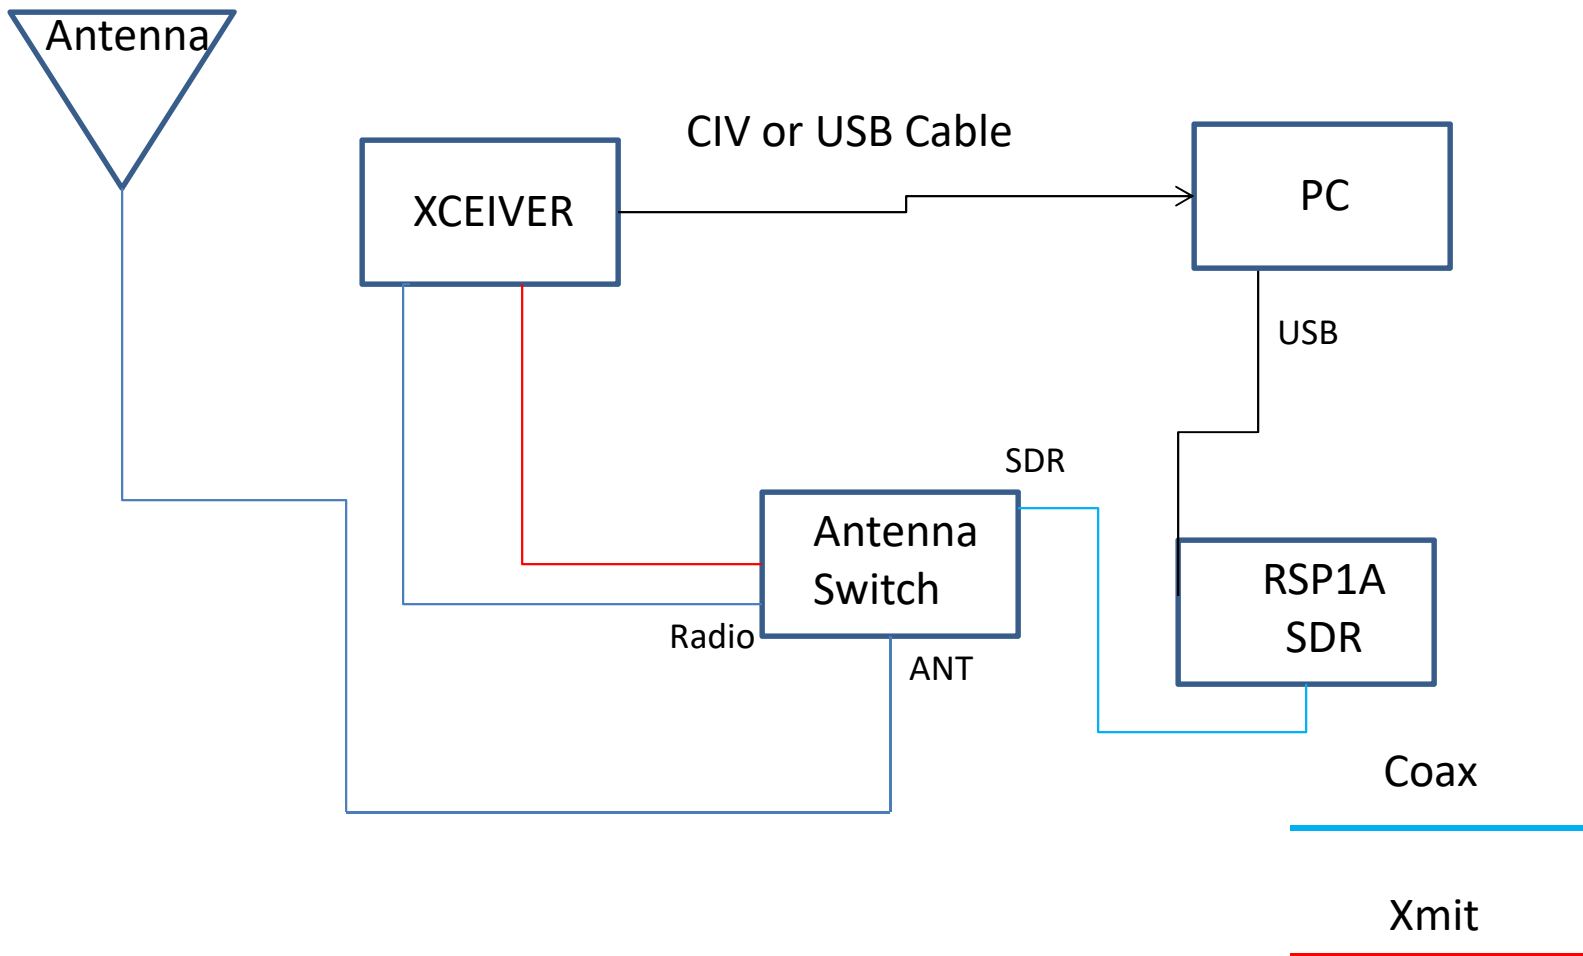 Antenna
CIV or USB Cable
XCEIVER
PC
USB
SDR
Antenna
Switch
RSP1A
SDR
Radio
ANT
Coax
Xmit